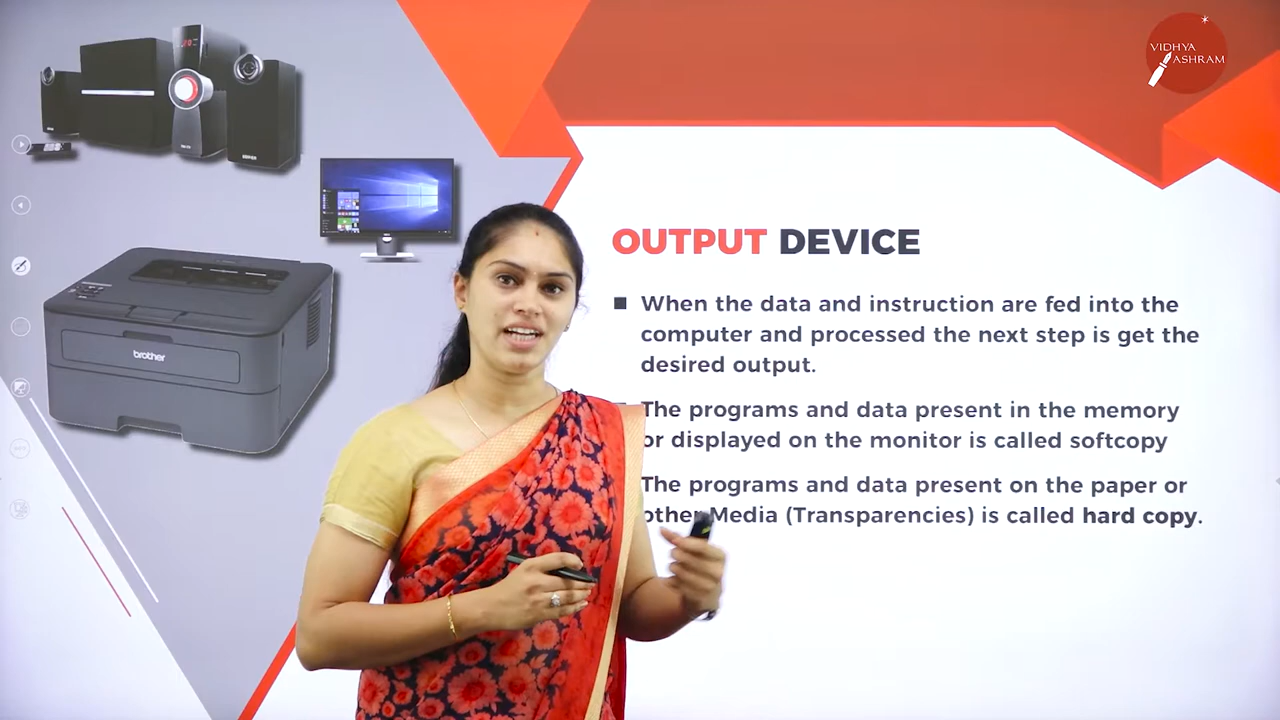 VIDHYA
ASHRAM
OUTPUT DEVICE
When the data and instruction are fed into the
computer and processed the next step is get the
desired output.
The programs and data present in the memory
or displayed on the monitor is called softcopy
The programs and data present on the paper or
other Media (Transparencies) is called hard copy.
brother